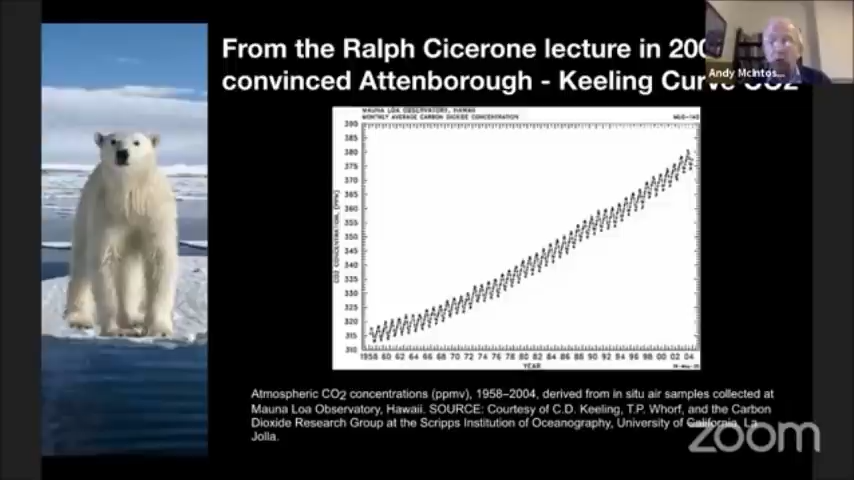 From the Ralph Cicerone lecture in 200
convinced Attenborough - Keeling Curve CO2
Andy McIntos...
MAUNA LOA OBSERVATORY, HAWAII
MONTHLY AVERAGE CARBON DIOXIDE CONCENTRATION
MLO-140
390
385
380
375
370
365
360
355
350
345
340
335
330
325
320
315
310
CO2 CONCENTRATION (PPMV)
1958 60 62 64 66 68 70 72 74 76 78 80 82 84 86 88 90 92 94 96 98 00 02 04
YEAR
Atmospheric CO2 concentrations (ppmv), 1958–2004, derived from in situ air samples collected at
Mauna Loa Observatory, Hawaii. SOURCE: Courtesy of C.D. Keeling, T.P. Whorf, and the Carbon
Dioxide Research Group at the Scripps Institution of Oceanography, University of California, La
Jolla.
zoom